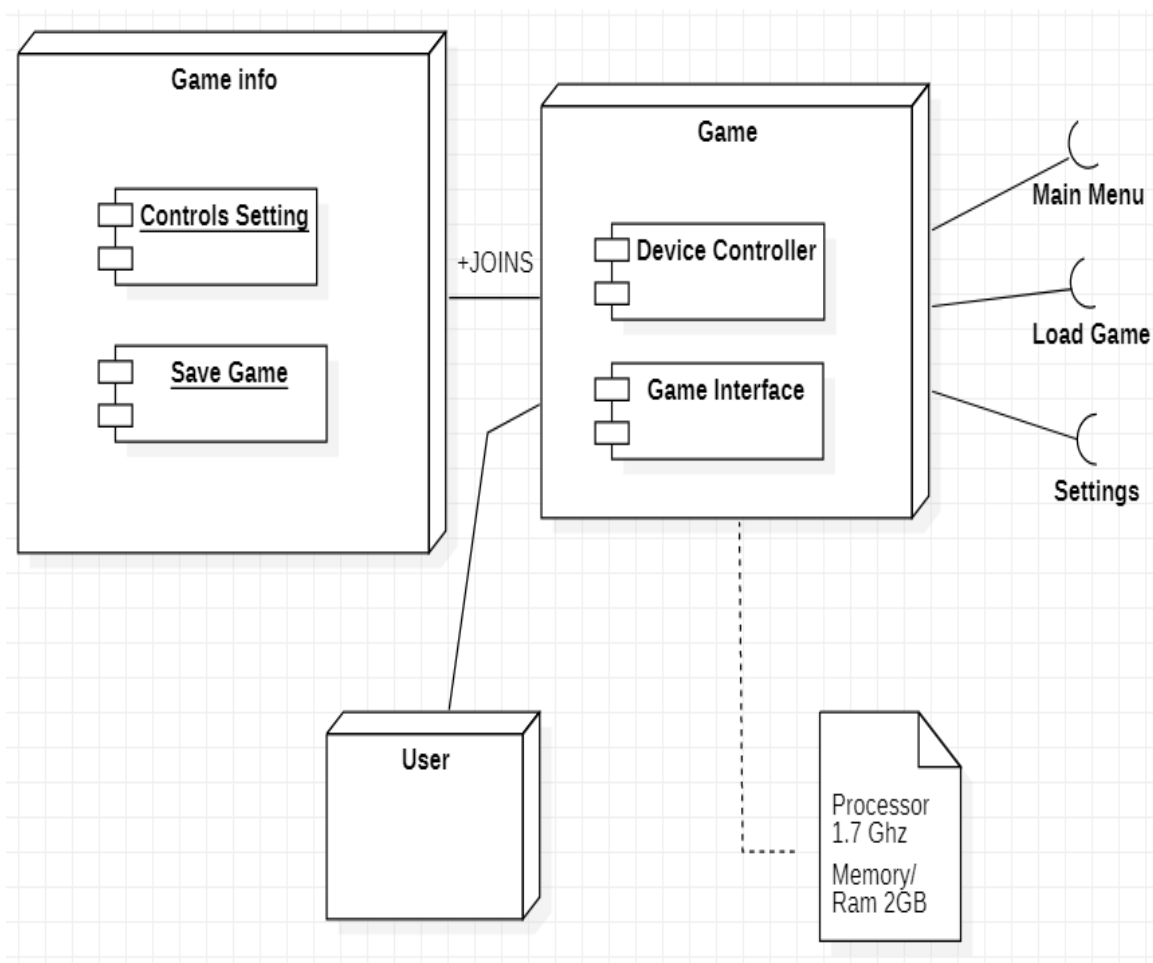 Game info
Controls Setting
Save Game
+JOINS
Game
Device Controller
Game Interface
Main Menu
Load Game
Settings
User
Processor
1.7 Ghz
Memory/
Ram 2GB